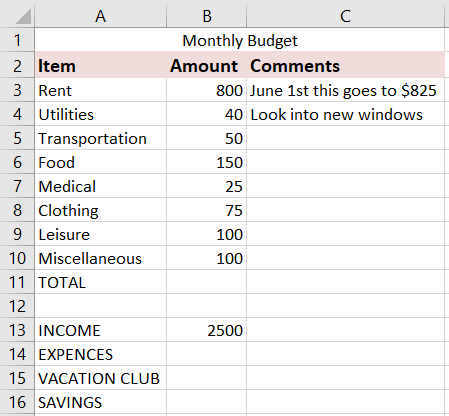 A B C
1 Monthly Budget
2 Item Amount Comments
3 Rent 800 June 1st this goes to $825
4 Utilities 40 Look into new windows
5 Transportation 50
6 Food 150
7 Medical 25
8 Clothing 75
9 Leisure 100
10 Miscellaneous 100
11 TOTAL
12
13 INCOME 2500
14 EXPENCES
15 VACATION CLUB
16 SAVINGS